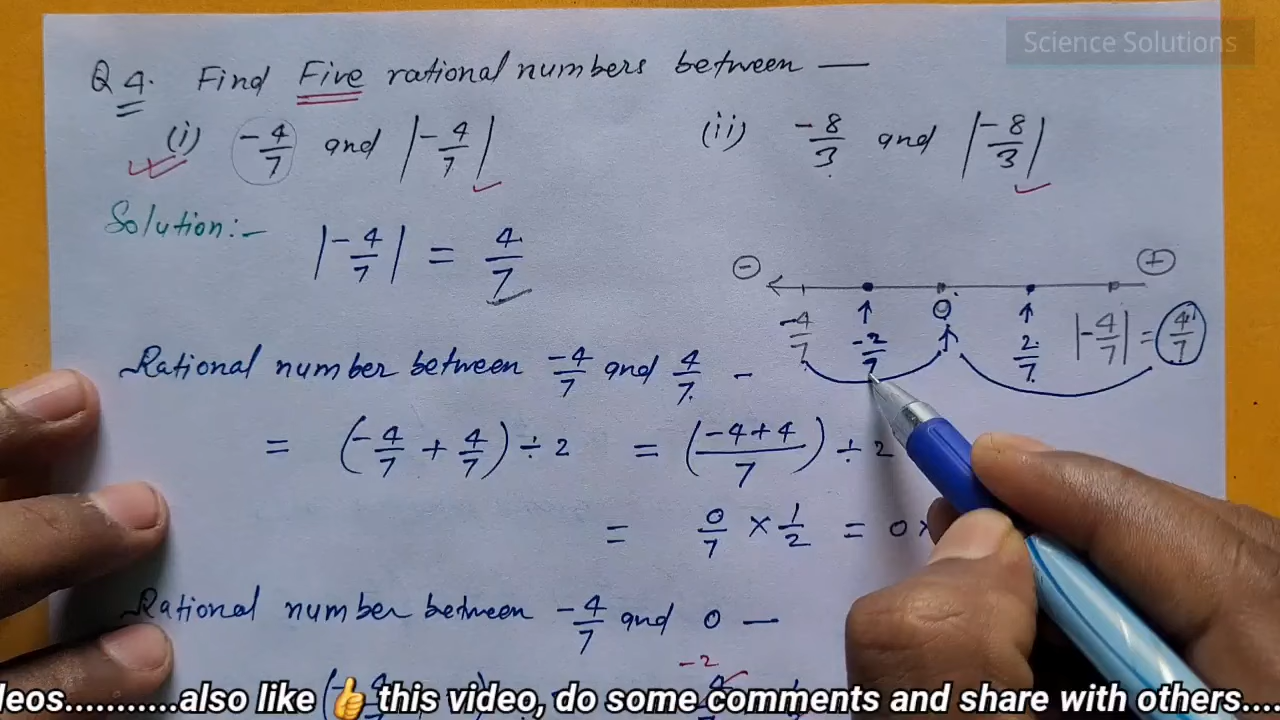 Science Solutions
Q 4. Find Five rational numbers between —
(i) -4/7 and |-4/7| (ii) -8/3 and |-8/3|
Solution:-
|-4/7| = 4/7
⊖ ⊕
-4/7 -2/7 0 2/7 |-4/7| = 4/7
Rational number between -4/7 and 4/7 -
= (-4/7 + 4/7) ÷ 2 = (-4+4/7) ÷ 2
= 0/7 × 1/2 = 0 ×
Rational number between -4/7 and 0 —
-2
deos...........also like 👍 this video, do some comments and share with others....